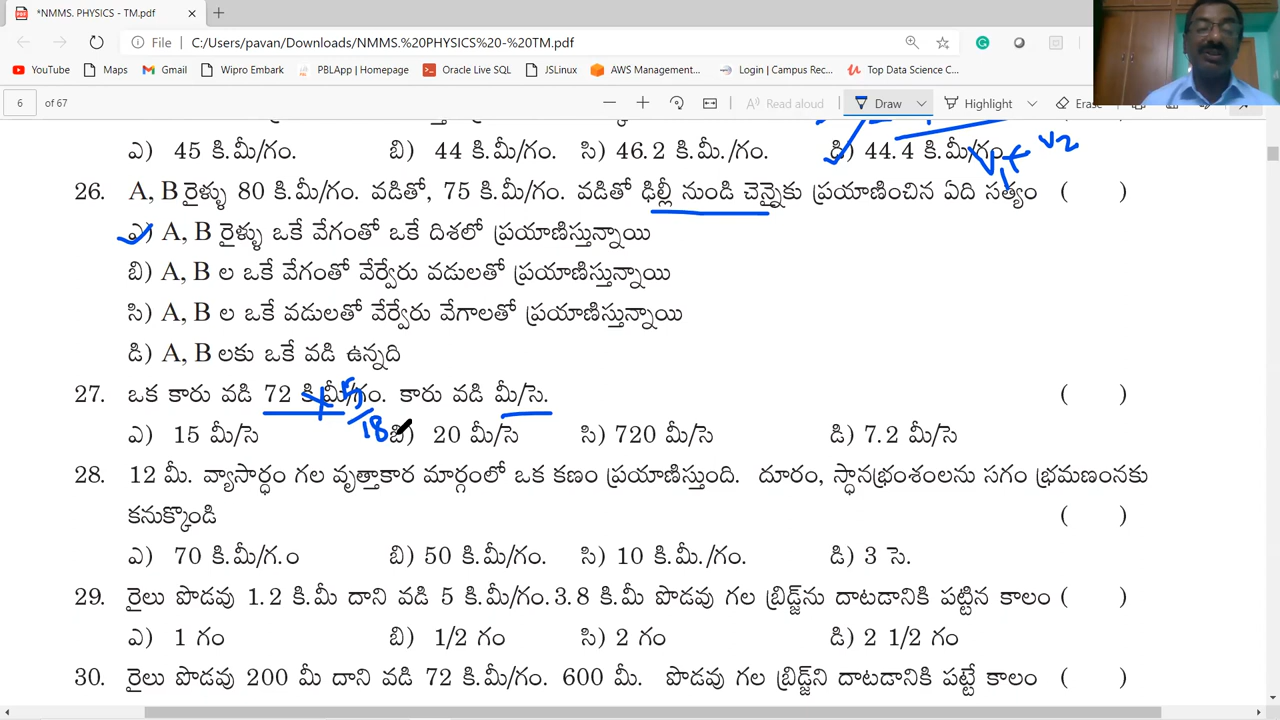 *NMMS. PHYSICS - TM.pdf
File C:/Users/pavan/Downloads/NMMS.%20PHYSICS%20-%20TM.pdf
YouTube Maps Gmail Wipro Embark PBLApp | Homepage Oracle Live SQL JSLinux AWS Management... Login | Campus Rec... Top Data Science C...
6 of 67 Read aloud Draw Highlight Erase
ఎ) 45 కి.మీ/గం. బి) 44 కి.మీ/గం. సి) 46.2 కి.మీ./గం. డి) 44.4 కి.మీ/గం. V1 + V2
26. A, B రైళ్ళు 80 కి.మీ/గం. వడితో, 75 కి.మీ/గం. వడితో ఢిల్లీ నుండి చెన్నైకు ప్రయాణించిన ఏది సత్యం ( )
ఎ) A, B రైళ్ళు ఒకే వేగంతో ఒకే దిశలో ప్రయాణిస్తున్నాయి
బి) A, B ల ఒకే వేగంతో వేర్వేరు వడులతో ప్రయాణిస్తున్నాయి
సి) A, B ల ఒకే వడులతో వేర్వేరు వేగాలతో ప్రయాణిస్తున్నాయి
డి) A, B లకు ఒకే వడి ఉన్నది
27. ఒక కారు వడి 72 కి.మీ/గం. కారు వడి మీ/సె. ( )
× 5/18
ఎ) 15 మీ/సె బి) 20 మీ/సె సి) 720 మీ/సె డి) 7.2 మీ/సె
28. 12 మీ. వ్యాసార్ధం గల వృత్తాకార మార్గంలో ఒక కణం ప్రయాణిస్తుంది. దూరం, స్థానభ్రంశంలను సగం భ్రమణంనకు
కనుక్కొండి ( )
ఎ) 70 కి.మీ/గ.ం బి) 50 కి.మీ/గం. సి) 10 కి.మీ./గం. డి) 3 సె.
29. రైలు పొడవు 1.2 కి.మీ దాని వడి 5 కి.మీ/గం. 3.8 కి.మీ పొడవు గల బ్రిడ్జ్‌ను దాటడానికి పట్టిన కాలం ( )
ఎ) 1 గం బి) 1/2 గం సి) 2 గం డి) 2 1/2 గం
30. రైలు పొడవు 200 మీ దాని వడి 72 కి.మీ/గం. 600 మీ. పొడవు గల బ్రిడ్జ్‌ని దాటడానికి పట్టే కాలం ( )